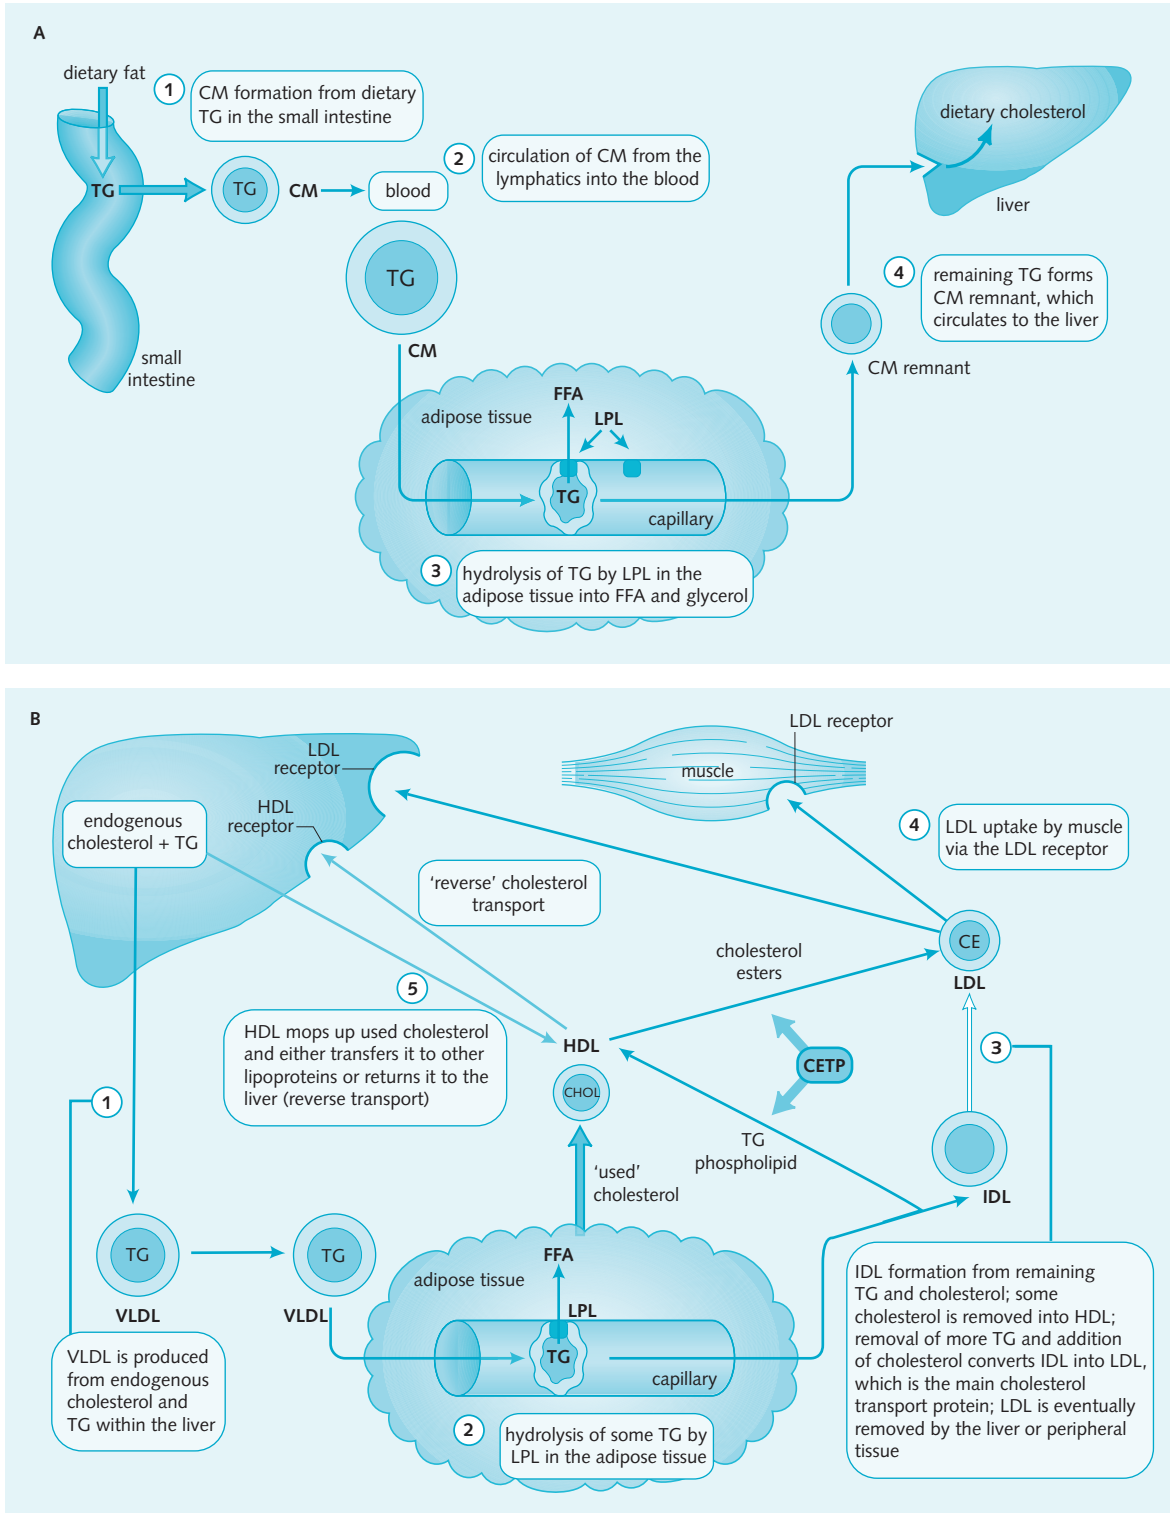 A
dietary fat
1
CM formation from dietary
TG in the small intestine
2
circulation of CM from the
lymphatics into the blood
TG
TG
CM
blood
TG
CM
small
intestine
dietary cholesterol
liver
4
remaining TG forms
CM remnant, which
circulates to the liver
CM remnant
FFA
adipose tissue
LPL
TG
capillary
3
hydrolysis of TG by LPL in the
adipose tissue into FFA and glycerol
B
LDL
receptor
HDL
receptor
endogenous
cholesterol + TG
LDL receptor
muscle
4
LDL uptake by muscle
via the LDL receptor
'reverse' cholesterol
transport
CE
LDL
cholesterol
esters
5
HDL mops up used cholesterol
and either transfers it to other
lipoproteins or returns it to the
liver (reverse transport)
HDL
CHOL
CETP
3
1
TG
phospholipid
'used'
cholesterol
IDL
TG
VLDL
TG
VLDL
FFA
adipose tissue
LPL
TG
capillary
VLDL is produced
from endogenous
cholesterol and
TG within the liver
2
hydrolysis of some TG by
LPL in the adipose tissue
IDL formation from remaining
TG and cholesterol; some
cholesterol is removed into HDL;
removal of more TG and addition
of cholesterol converts IDL into LDL,
which is the main cholesterol
transport protein; LDL is eventually
removed by the liver or peripheral
tissue